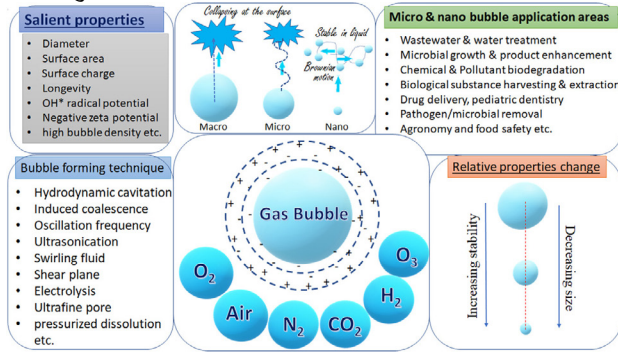 Salient properties
• Diameter
• Surface area
• Surface charge
• Longevity
• OH* radical potential
• Negative zeta potential
• high bubble density etc.
Collapsing at the surface
Stable in liquid
Brownian
motion
Macro
Micro
Nano
Micro & nano bubble application areas
• Wastewater & water treatment
• Microbial growth & product enhancement
• Chemical & Pollutant biodegradation
• Biological substance harvesting & extraction
• Drug delivery, pediatric dentistry
• Pathogen/microbial removal
• Agronomy and food safety etc.
Bubble forming technique
• Hydrodynamic cavitation
• Induced coalescence
• Oscillation frequency
• Ultrasonication
• Swirling fluid
• Shear plane
• Electrolysis
• Ultrafine pore
• pressurized dissolution
etc.
Gas Bubble
O₂
Air
N₂
CO₂
H₂
O₃
Relative properties change
Increasing stability
Decreasing size